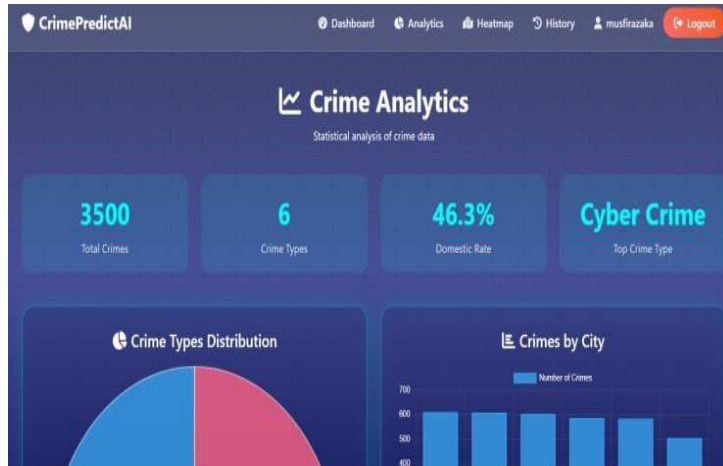 CrimePredictAI
Dashboard
Analytics
Heatmap
History
musfirazaka
Logout
Crime Analytics
Statistical analysis of crime data
3500
Total Crimes
6
Crime Types
46.3%
Domestic Rate
Cyber Crime
Top Crime Type
Crime Types Distribution
Crimes by City
Number of Crimes
700
600
500
400